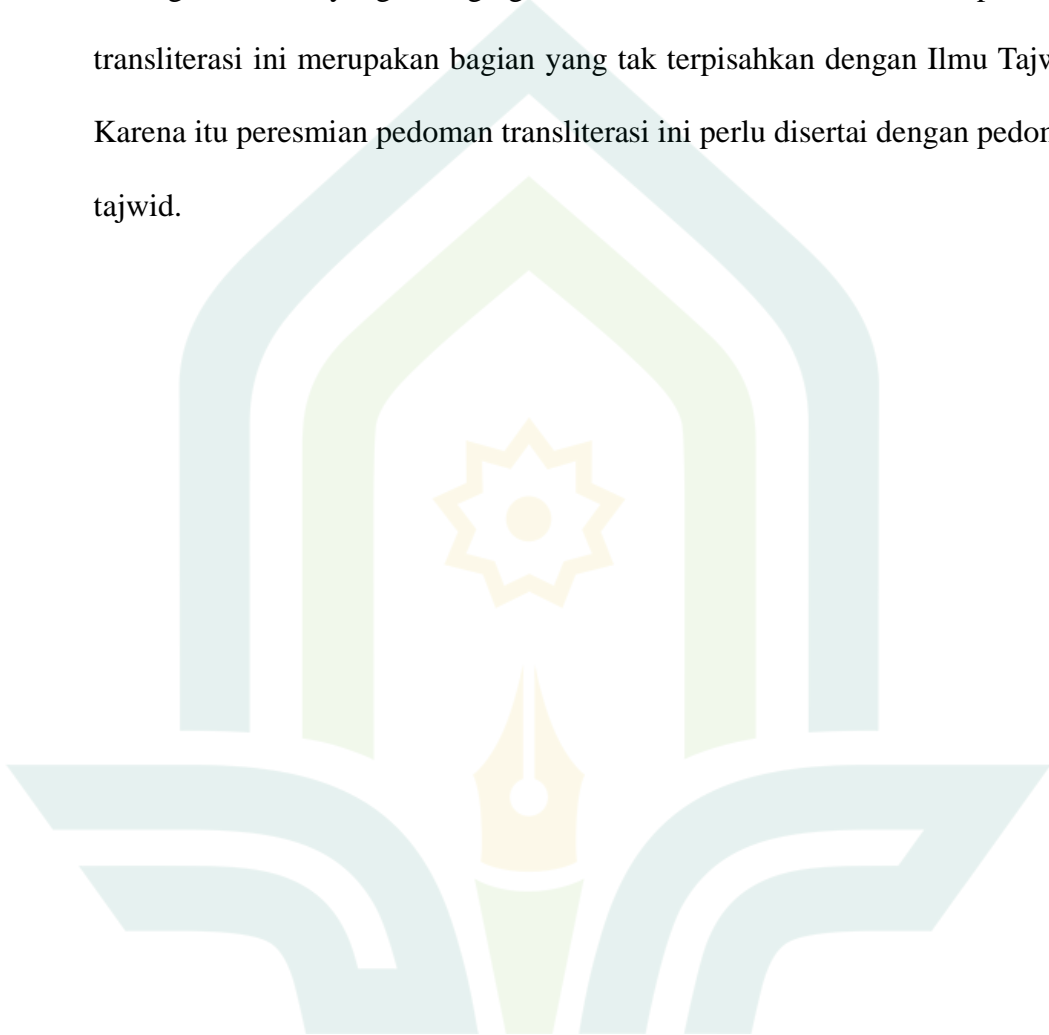 transliterasi ini merupakan bagian yang tak terpisahkan dengan Ilmu
Karena itu peresmian pedoman transliterasi ini perlu disertai dengan
tajwid.